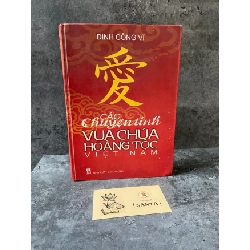 ĐINH CÔNG VĨ
愛
CÁC
Chuyện tình
VUA CHÚA
HOÀNG TỘC
VIỆT NAM